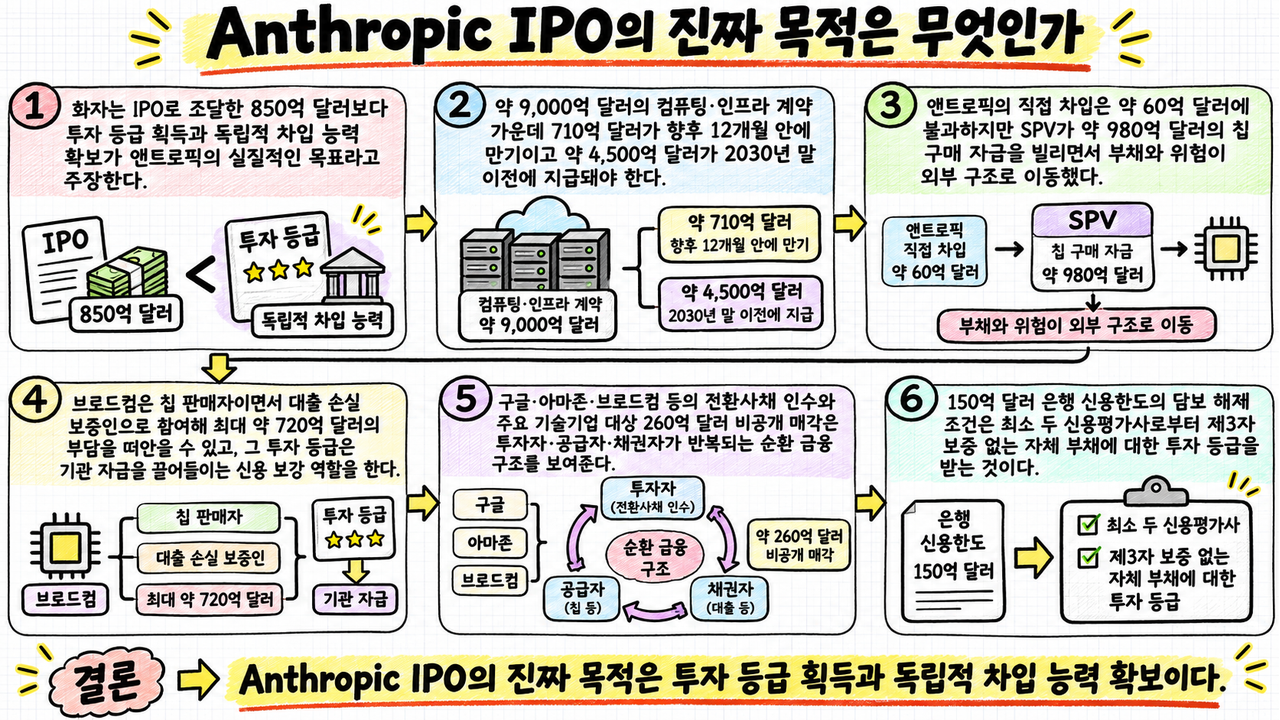 Anthropic IPO의 진짜 목적은 무엇인가
1
화자는 IPO로 조달한 850억 달러보다
투자 등급 획득과 독립적 차입 능력
확보가 앤트로픽의 실질적인 목표라고
주장한다.
IPO
850억 달러
<
투자 등급
독립적 차입 능력
2
약 9,000억 달러의 컴퓨팅·인프라 계약
가운데 710억 달러가 향후 12개월 안에
만기이고 약 4,500억 달러가 2030년 말
이전에 지급돼야 한다.
컴퓨팅·인프라 계약
약 9,000억 달러
약 710억 달러
향후 12개월 안에 만기
약 4,500억 달러
2030년 말 이전에 지급
3
앤트로픽의 직접 차입은 약 60억 달러에
불과하지만 SPV가 약 980억 달러의 칩
구매 자금을 빌리면서 부채와 위험이
외부 구조로 이동했다.
앤트로픽
직접 차입
약 60억 달러
SPV
칩 구매 자금
약 980억 달러
부채와 위험이 외부 구조로 이동
4
브로드컴은 칩 판매자이면서 대출 손실
보증인으로 참여해 최대 약 720억 달러의
부담을 떠안을 수 있고, 그 투자 등급은
기관 자급을 끌어들이는 신용 보강 역할을 한다.
브로드컴
칩 판매자
대출 손실 보증인
최대 약 720억 달러
투자 등급
기관 자급
5
구글·아마존·브로드컴 등의 전환사채 인수와
주요 기술기업 대상 260억 달러 비공개 매각은
투자자·공급자·채권자가 반복되는 순환 금융
구조를 보여준다.
구글
아마존
브로드컴
투자자
(전환사채 인수)
순환 금융
구조
공급자
(칩 등)
채권자
(대출 등)
약 260억 달러
비공개 매각
6
150억 달러 은행 신용한도의 담보 해제
조건은 최소 두 신용평가사로부터 제3자
보증 없는 자체 부채에 대한 투자 등급을
받는 것이다.
은행
신용한도
150억 달러
최소 두 신용평가사
제3자 보증 없는
자체 부채에 대한
투자 등급
결론
Anthropic IPO의 진짜 목적은 투자 등급 획득과 독립적 차입 능력 확보이다.